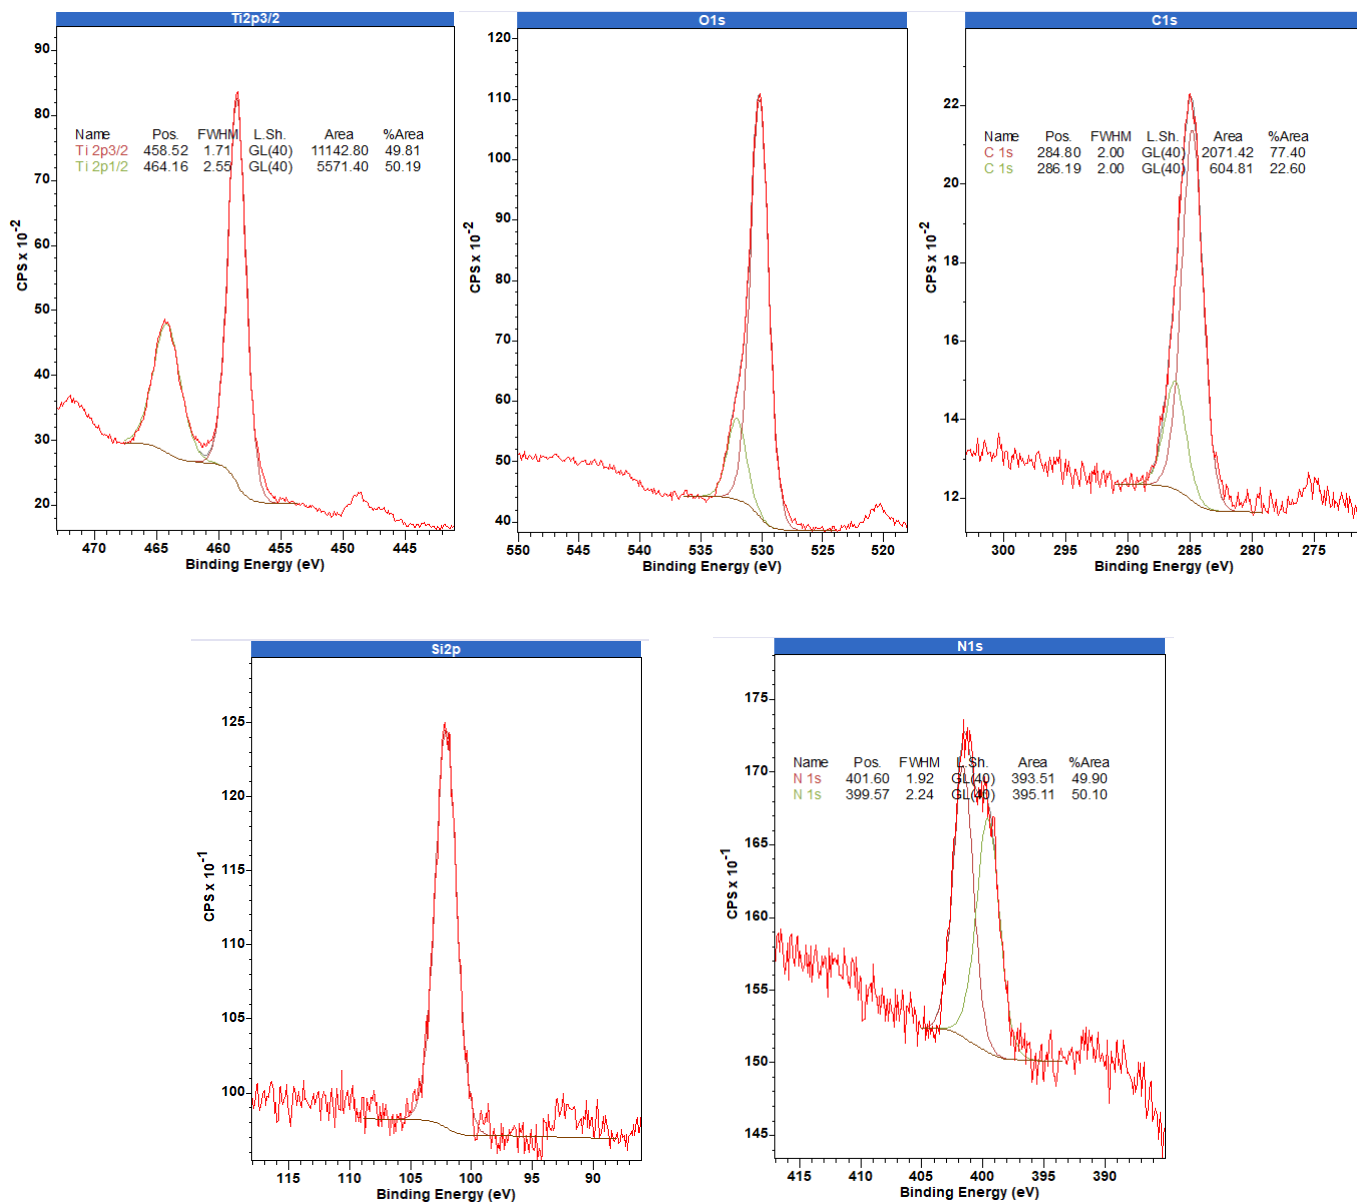 Ti2p3/2
Name Pos. FWHM L.Sh. Area %Area
Ti 2p3/2 458.52 1.71 GL(40) 11142.80 49.81
Ti 2p1/2 464.16 2.55 GL(40) 5571.40 50.19
90
80
70
60
50
40
30
20
CPS x 10-2
470 465 460 455 450 445
Binding Energy (eV)
O1s
120
110
100
90
80
70
60
50
40
CPS x 10-2
550 545 540 535 530 525 520
Binding Energy (eV)
C1s
Name Pos. FWHM L.Sh. Area %Area
C 1s 284.80 2.00 GL(40) 2071.42 77.40
C 1s 286.19 2.00 GL(40) 604.81 22.60
22
20
18
16
14
12
CPS x 10-2
300 295 290 285 280 275
Binding Energy (eV)
Si2p
125
120
115
110
105
100
CPS x 10-1
115 110 105 100 95 90
Binding Energy (eV)
N1s
Name Pos. FWHM L.Sh. Area %Area
N 1s 401.60 1.92 GL(40) 393.51 49.90
N 1s 399.57 2.24 GL(40) 395.11 50.10
175
170
165
160
155
150
145
CPS x 10-1
415 410 405 400 395 390
Binding Energy (eV)